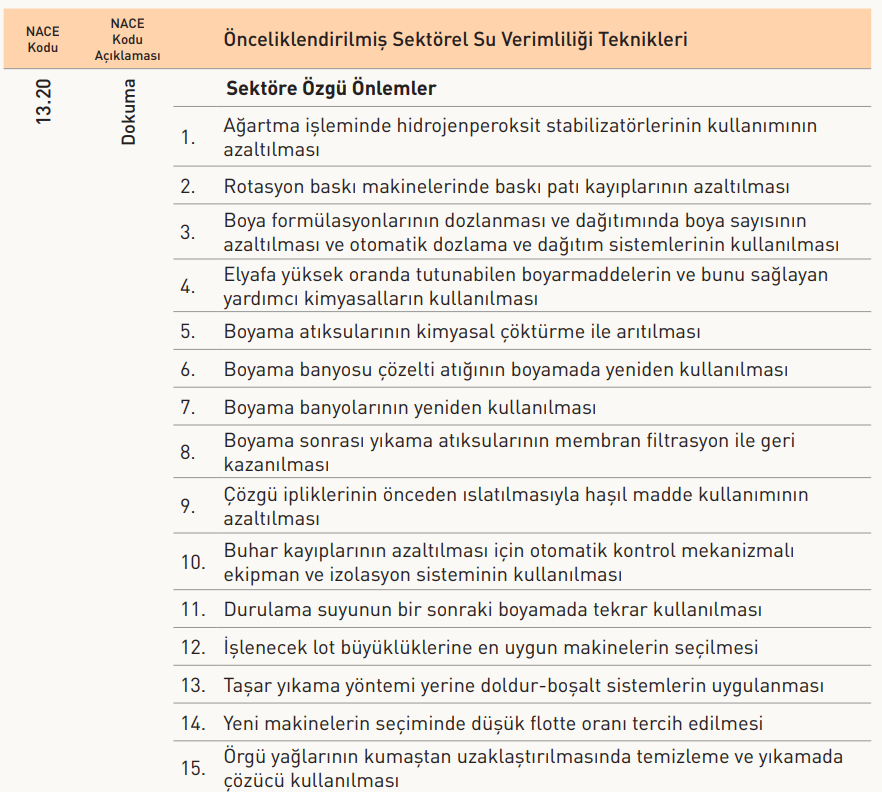 NACE
Kodu
NACE
Kodu
Açıklaması
Önceliklendirilmiş Sektörel Su Verimliliği Teknikleri
13.20
Dokuma
Sektöre Özgü Önlemler
1. Ağartma işleminde hidrojenperoksit stabilizatörlerinin kullanımının
azaltılması
2. Rotasyon baskı makinelerinde baskı patı kayıplarının azaltılması
3. Boya formülasyonlarının dozlanması ve dağıtımında boya sayısının
azaltılması ve otomatik dozlama ve dağıtım sistemlerinin kullanılması
4. Elyafa yüksek oranda tutunabilen boyarmaddelerin ve bunu sağlayan
yardımcı kimyasalların kullanılması
5. Boyama atıksularının kimyasal çöktürme ile arıtılması
6. Boyama banyosu çözelti atığının boyamada yeniden kullanılması
7. Boyama banyolarının yeniden kullanılması
8. Boyama sonrası yıkama atıksularının membran filtrasyon ile geri
kazanılması
9. Çözgü ipliklerinin önceden ıslatılmasıyla haşıl madde kullanımının
azaltılması
10. Buhar kayıplarının azaltılması için otomatik kontrol mekanizmalı
ekipman ve izolasyon sisteminin kullanılması
11. Durulama suyunun bir sonraki boyamada tekrar kullanılması
12. İşlenecek lot büyüklüklerine en uygun makinelerin seçilmesi
13. Taşar yıkama yöntemi yerine doldur-boşalt sistemlerin uygulanması
14. Yeni makinelerin seçiminde düşük flotte oranı tercih edilmesi
15. Örgü yağlarının kumaştan uzaklaştırılmasında temizleme ve yıkamada
çözücü kullanılması